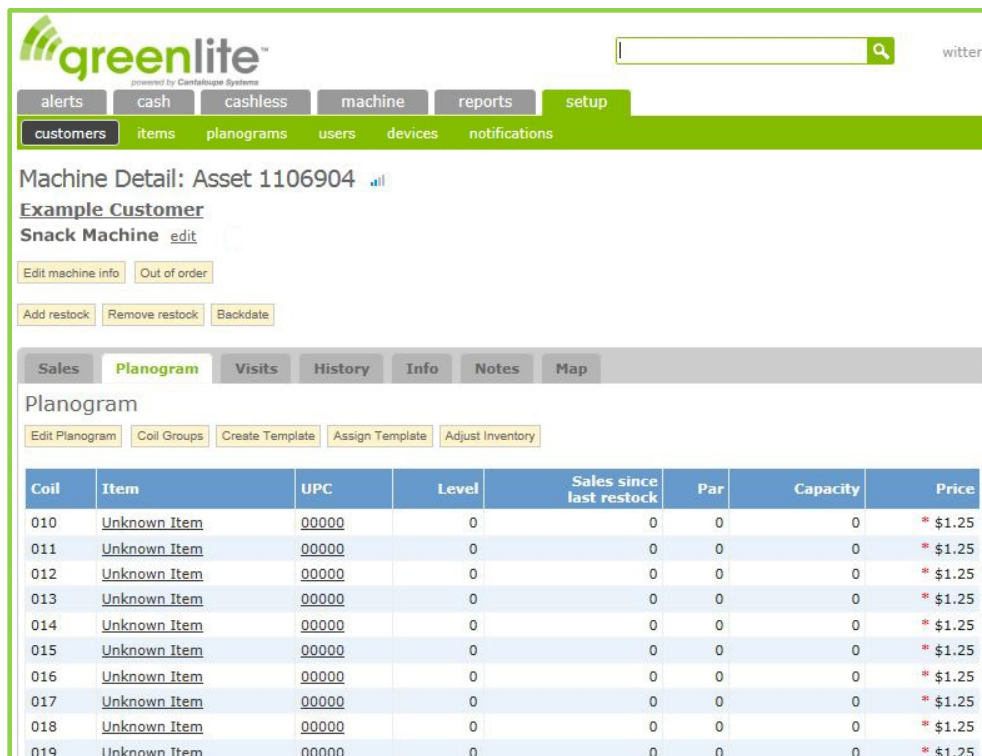 greenlite™
powered by Cantaloupe Systems
witter
alerts cash cashless machine reports setup
customers items planograms users devices notifications
Machine Detail: Asset 1106904
Example Customer
Snack Machine edit
Edit machine info Out of order
Add restock Remove restock Backdate
Sales Planogram Visits History Info Notes Map
Planogram
Edit Planogram Coil Groups Create Template Assign Template Adjust Inventory
Coil Item UPC Level Sales since last restock Par Capacity Price
010 Unknown Item 00000 0 0 0 0 * $1.25
011 Unknown Item 00000 0 0 0 0 * $1.25
012 Unknown Item 00000 0 0 0 0 * $1.25
013 Unknown Item 00000 0 0 0 0 * $1.25
014 Unknown Item 00000 0 0 0 0 * $1.25
015 Unknown Item 00000 0 0 0 0 * $1.25
016 Unknown Item 00000 0 0 0 0 * $1.25
017 Unknown Item 00000 0 0 0 0 * $1.25
018 Unknown Item 00000 0 0 0 0 * $1.25
019 Unknown Item 00000 0 0 0 0 * $1.25